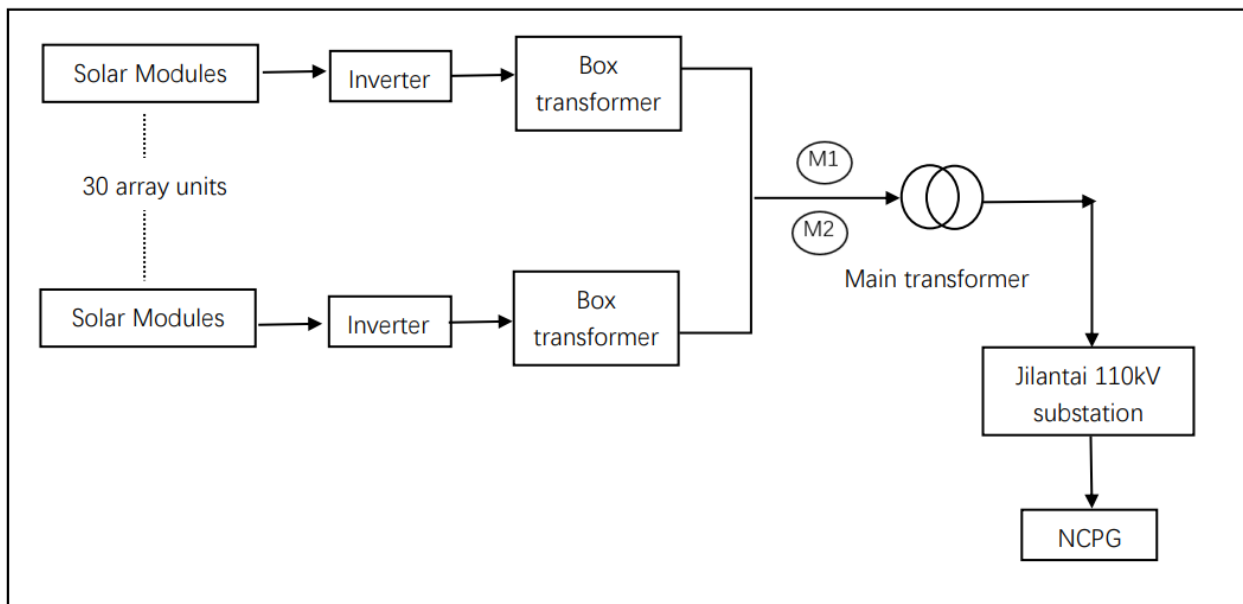 Solar Modules
Inverter
Box
transformer
30 array units
M1
M2
Main transformer
Solar Modules
Inverter
Box
transformer
Jilantai 110kV
substation
NCPG